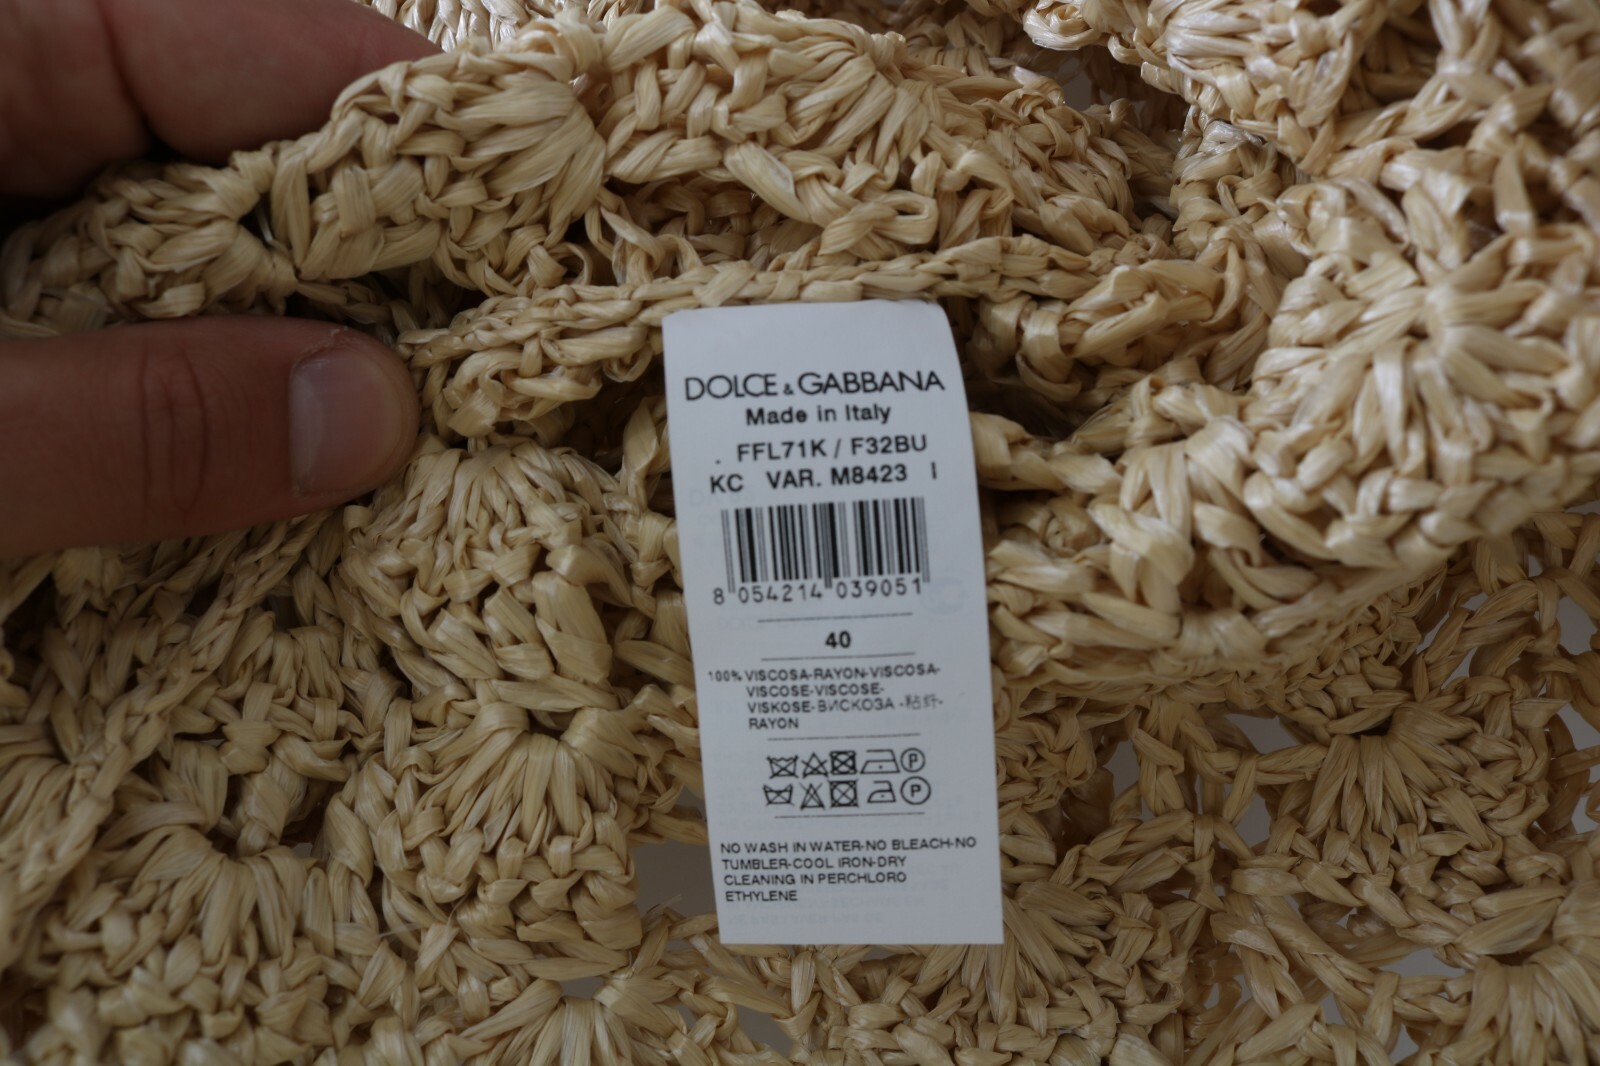 DOLCE & GABBANA
Made in Italy
. FFL71K / F32BU
KC VAR. M8423 I
8 054214 039051
40
100% VISCOSA-RAYON-VISCOSA-
VISCOSE-VISCOSE-
VISKOSE-ВИСКОЗА -粘纤-
RAYON
P
P
NO WASH IN WATER-NO BLEACH-NO
TUMBLER-COOL IRON-DRY
CLEANING IN PERCHLORO
ETHYLENE